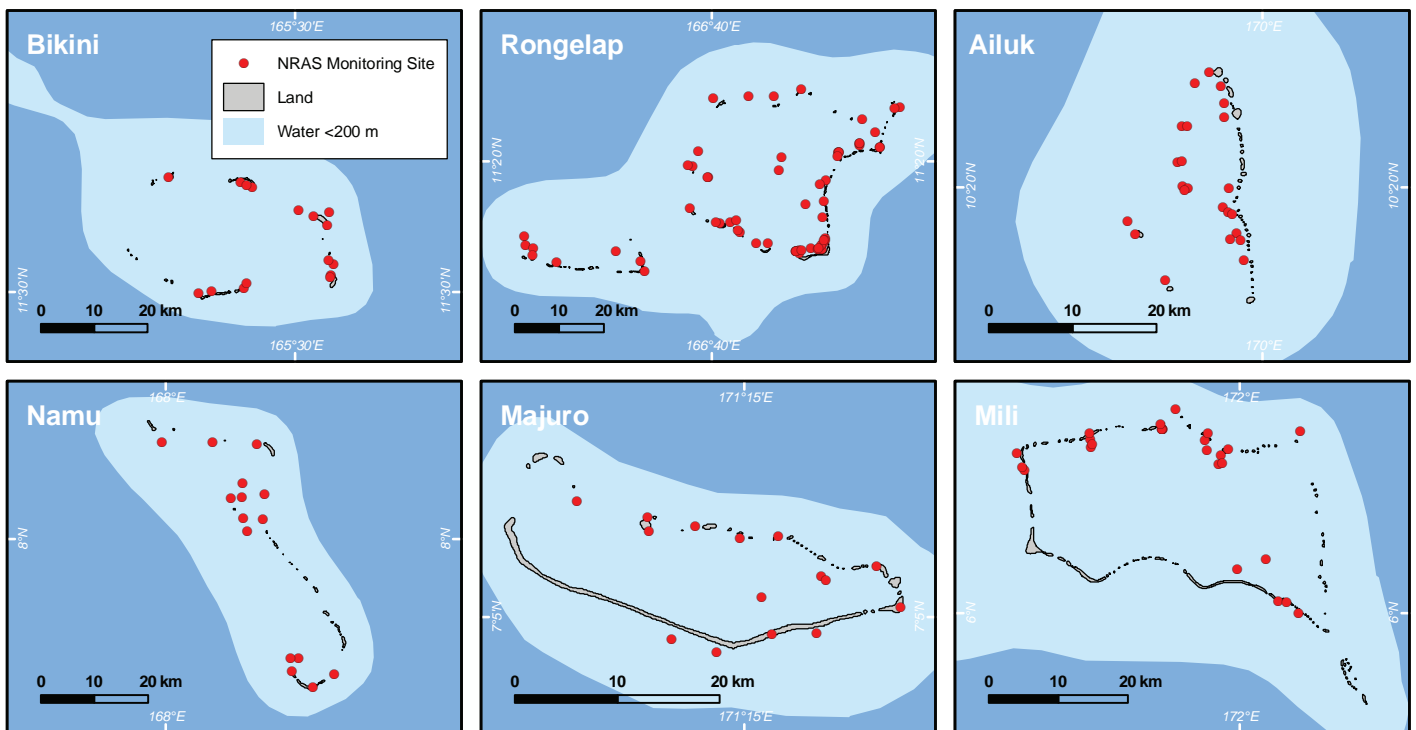 165°30'E
Bikini
NRAS Monitoring Site
Land
Water <200 m
11°30'N
11°30'N
0 10 20 km
165°30'E
166°40'E
Rongelap
11°20'N
11°20'N
0 10 20 km
166°40'E
170°E
Ailuk
10°20'N
10°20'N
0 10 20 km
170°E
168°E
Namu
8°N
8°N
0 10 20 km
168°E
171°15'E
Majuro
7°5'N
7°5'N
0 10 20 km
171°15'E
172°E
Mili
6°N
6°N
0 10 20 km
172°E